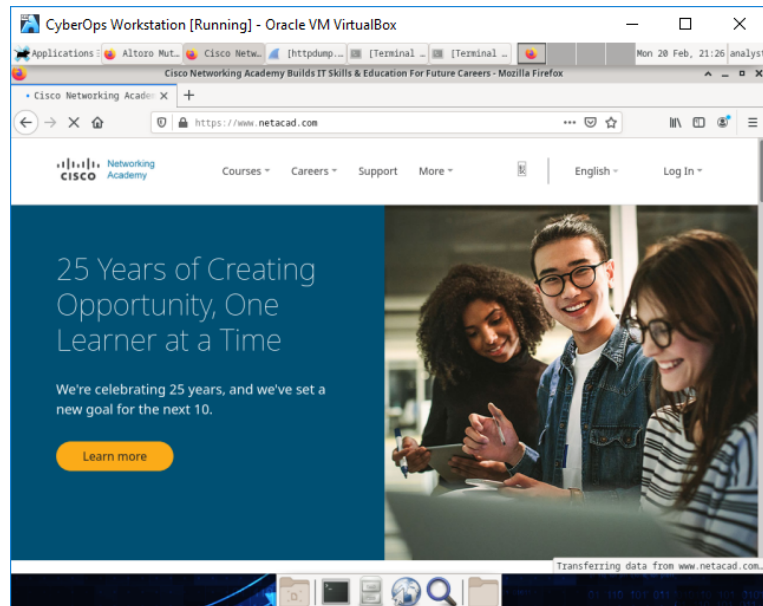 CyberOps Workstation [Running] - Oracle VM VirtualBox
Applications Altoro Mut… Cisco Netw… [httpdump.… [Terminal … [Terminal … Mon 20 Feb, 21:26 analyst
Cisco Networking Academy Builds IT Skills & Education For Future Careers - Mozilla Firefox
• Cisco Networking Acade
https://www.netacad.com
CISCO Networking Academy
Courses Careers Support More English Log In
25 Years of Creating
Opportunity, One
Learner at a Time
We're celebrating 25 years, and we've set a
new goal for the next 10.
Learn more
Transferring data from www.netacad.com…